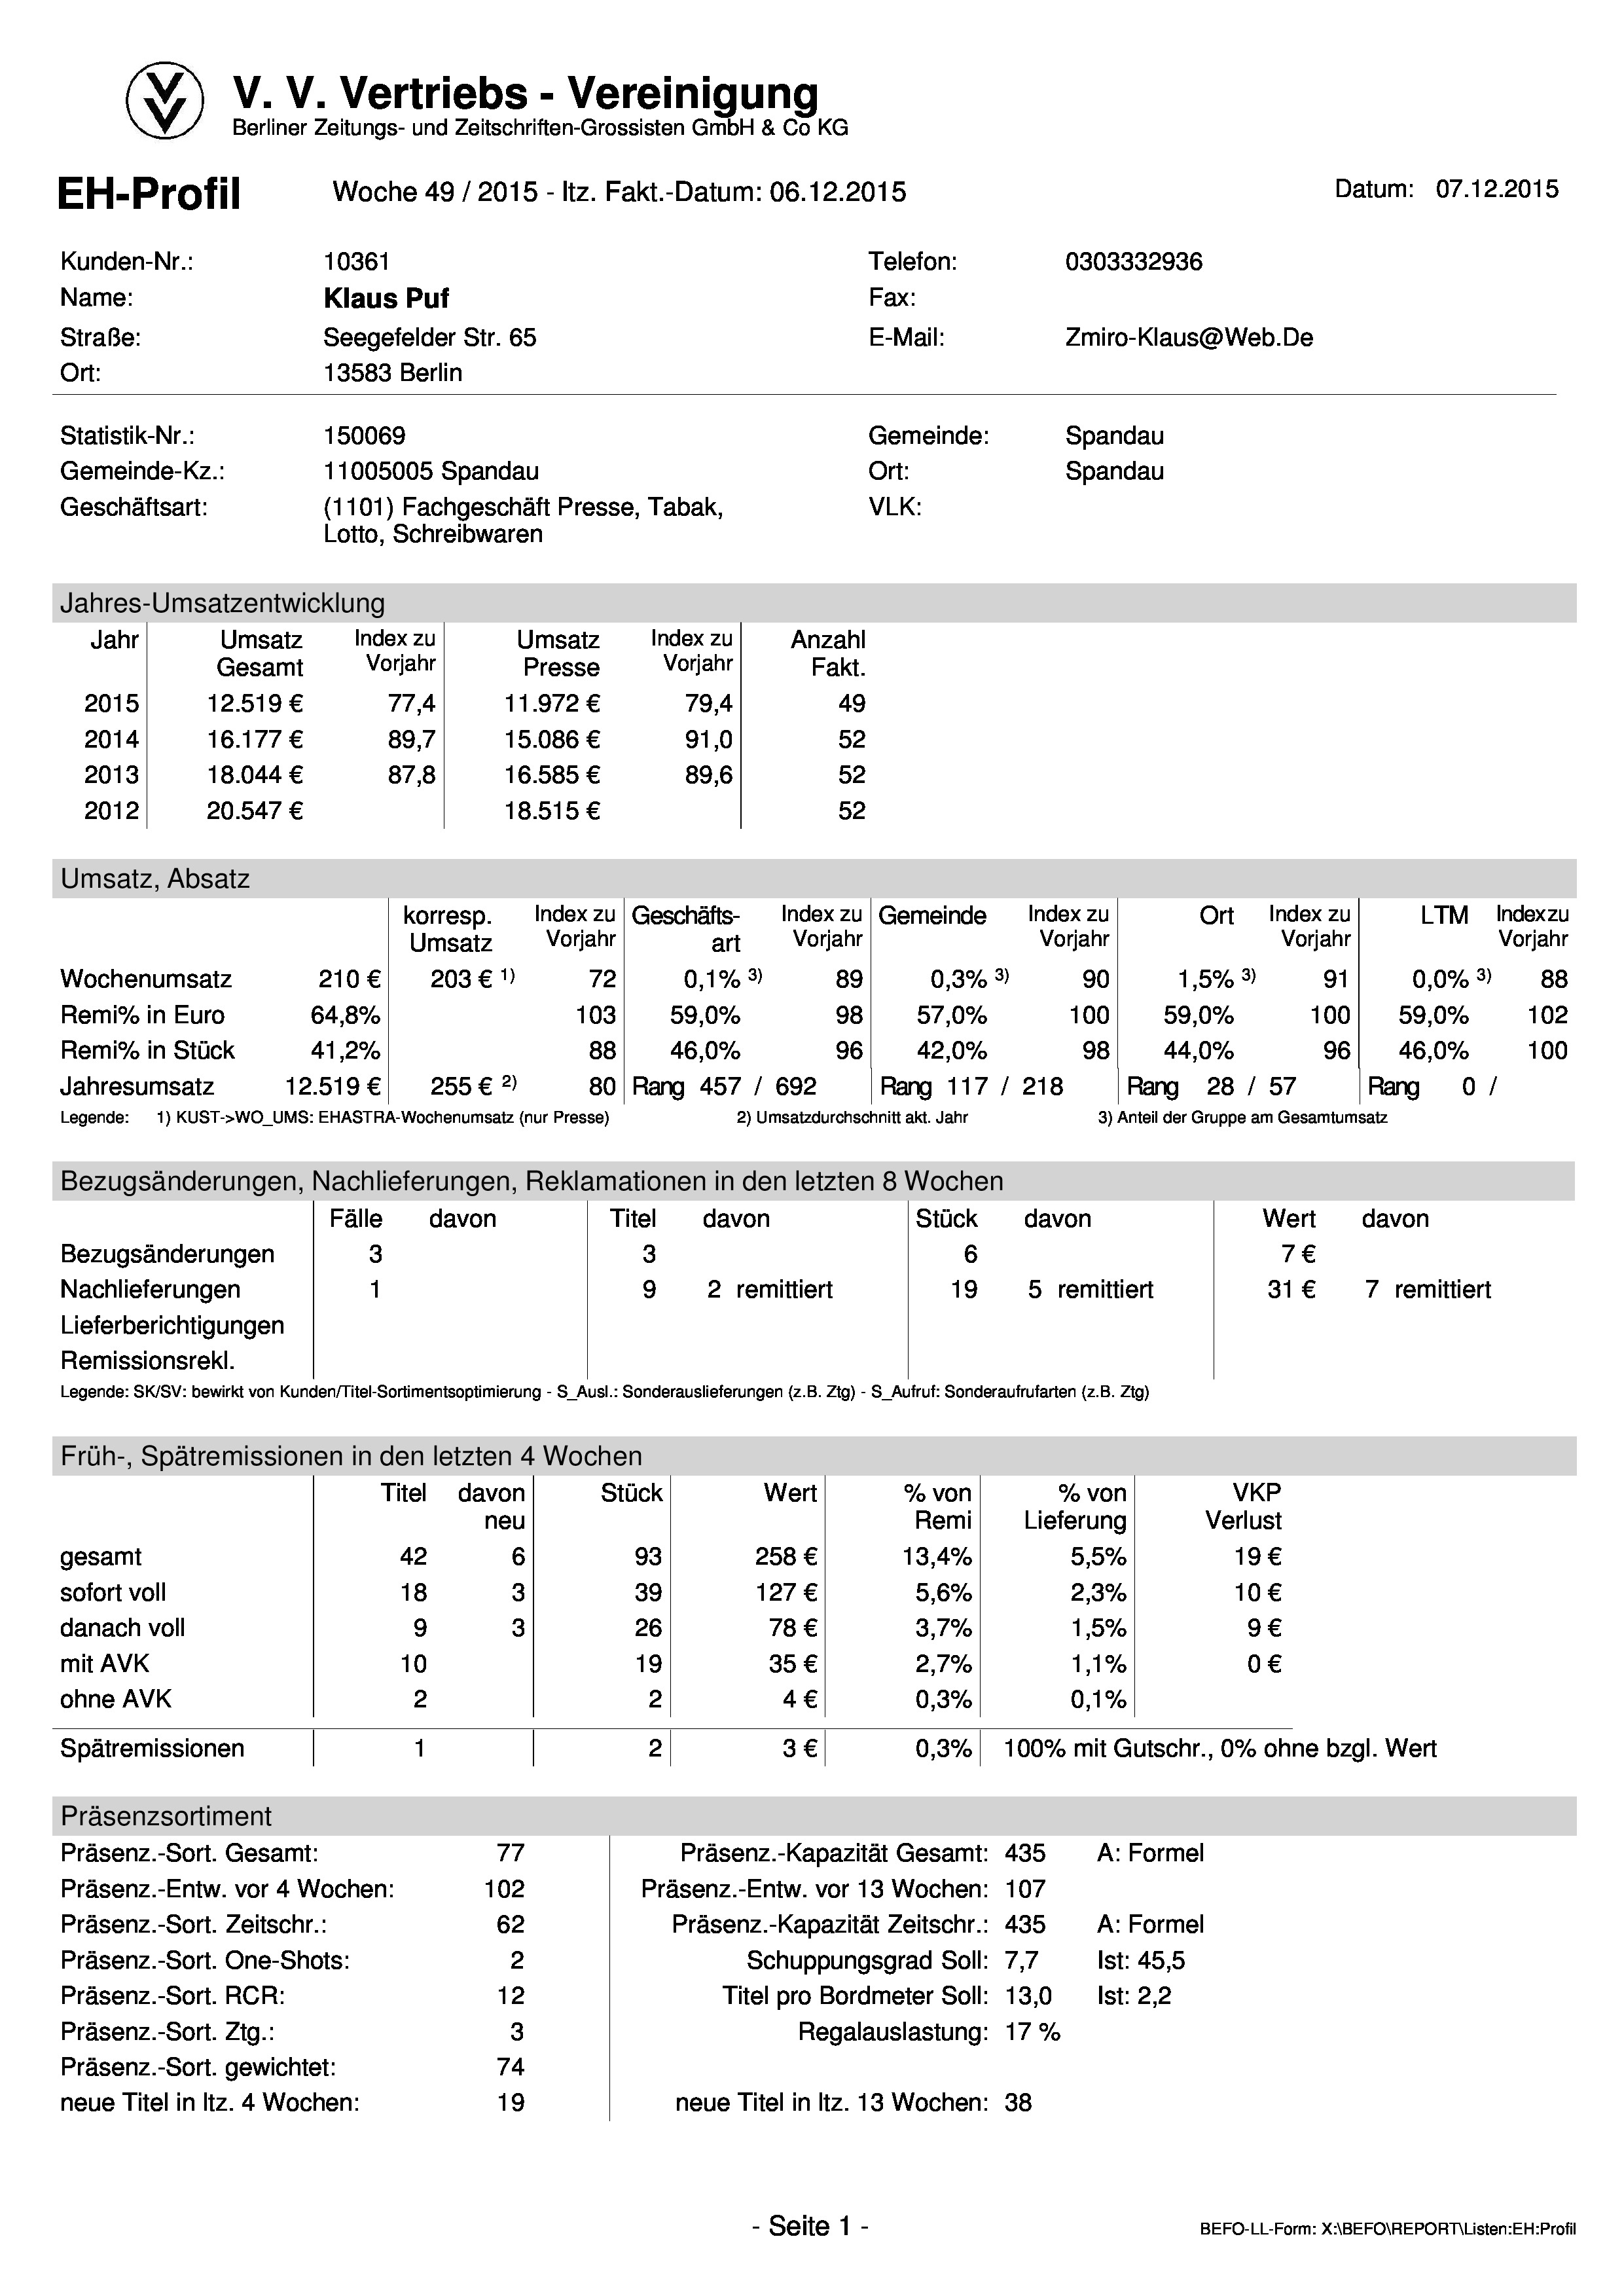 V. V. Vertriebs - Vereinigung
Berliner Zeitungs- und Zeitschriften-Grossisten GmbH & Co KG
EH-Profil Woche 49 / 2015 - ltz. Fakt.-Datum: 06.12.2015 Datum: 07.12.2015
Kunden-Nr.: 10361 Telefon: 0303332936
Name: Klaus Puf Fax:
Straße: Seegefelder Str. 65 E-Mail: Zmiro-Klaus@Web.De
Ort: 13583 Berlin
Statistik-Nr.: 150069 Gemeinde: Spandau
Gemeinde-Kz.: 11005005 Spandau Ort: Spandau
Geschäftsart: (1101) Fachgeschäft Presse, Tabak, VLK:
Lotto, Schreibwaren
Jahres-Umsatzentwicklung
Jahr Umsatz Index zu Umsatz Index zu Anzahl
Gesamt Vorjahr Presse Vorjahr Fakt.
2015 12.519 € 77,4 11.972 € 79,4 49
2014 16.177 € 89,7 15.086 € 91,0 52
2013 18.044 € 87,8 16.585 € 89,6 52
2012 20.547 € 18.515 € 52
Umsatz, Absatz
korresp. Index zu Geschäfts- Index zu Gemeinde Index zu Ort Index zu LTM Index zu
Umsatz Vorjahr art Vorjahr Vorjahr Vorjahr Vorjahr
Wochenumsatz 210 € 203 € 1) 72 0,1% 3) 89 0,3% 3) 90 1,5% 3) 91 0,0% 3) 88
Remi% in Euro 64,8% 103 59,0% 98 57,0% 100 59,0% 100 59,0% 102
Remi% in Stück 41,2% 88 46,0% 96 42,0% 98 44,0% 96 46,0% 100
Jahresumsatz 12.519 € 255 € 2) 80 Rang 457 / 692 Rang 117 / 218 Rang 28 / 57 Rang 0 /
Legende: 1) KUST->WO_UMS: EHASTRA-Wochenumsatz (nur Presse) 2) Umsatzdurchschnitt akt. Jahr 3) Anteil der Gruppe am Gesamtumsatz
Bezugsänderungen, Nachlieferungen, Reklamationen in den letzten 8 Wochen
Fälle davon Titel davon Stück davon Wert davon
Bezugsänderungen 3 3 6 7 €
Nachlieferungen 1 9 2 remittiert 19 5 remittiert 31 € 7 remittiert
Lieferberichtigungen
Remissionsrekl.
Legende: SK/SV: bewirkt von Kunden/Titel-Sortimentsoptimierung - S_Ausl.: Sonderauslieferungen (z.B. Ztg) - S_Aufruf: Sonderaufrufarten (z.B. Ztg)
Früh-, Spätremissionen in den letzten 4 Wochen
Titel davon Stück Wert % von % von VKP
neu Remi Lieferung Verlust
gesamt 42 6 93 258 € 13,4% 5,5% 19 €
sofort voll 18 3 39 127 € 5,6% 2,3% 10 €
danach voll 9 3 26 78 € 3,7% 1,5% 9 €
mit AVK 10 19 35 € 2,7% 1,1% 0 €
ohne AVK 2 2 4 € 0,3% 0,1%
Spätremissionen 1 2 3 € 0,3% 100% mit Gutschr., 0% ohne bzgl. Wert
Präsenzsortiment
Präsenz.-Sort. Gesamt: 77 Präsenz.-Kapazität Gesamt: 435 A: Formel
Präsenz.-Entw. vor 4 Wochen: 102 Präsenz.-Entw. vor 13 Wochen: 107
Präsenz.-Sort. Zeitschr.: 62 Präsenz.-Kapazität Zeitschr.: 435 A: Formel
Präsenz.-Sort. One-Shots: 2 Schuppungsgrad Soll: 7,7 Ist: 45,5
Präsenz.-Sort. RCR: 12 Titel pro Bordmeter Soll: 13,0 Ist: 2,2
Präsenz.-Sort. Ztg.: 3 Regalauslastung: 17 %
Präsenz.-Sort. gewichtet: 74
neue Titel in ltz. 4 Wochen: 19 neue Titel in ltz. 13 Wochen: 38
- Seite 1 - BEFO-LL-Form: X:\BEFO\REPORT\Listen:EH:Profil